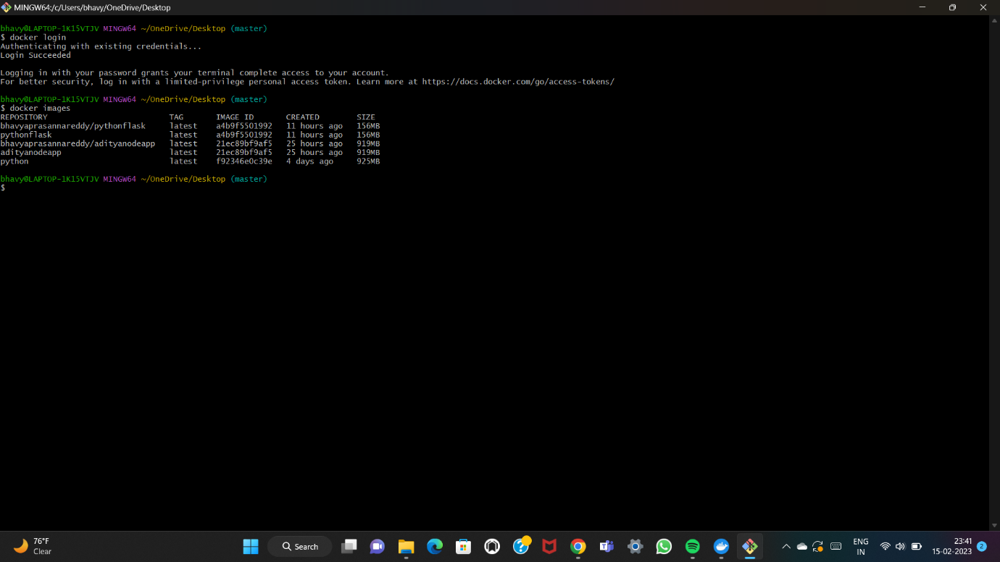 MINGW64:/c/Users/bhavy/OneDrive/Desktop
bhavy@LAPTOP-1K15VTJV MINGW64 ~/OneDrive/Desktop (master)
$ docker login
Authenticating with existing credentials...
Login Succeeded
Logging in with your password grants your terminal complete access to your account.
For better security, log in with a limited-privilege personal access token. Learn more at https://docs.docker.com/go/access-tokens/
bhavy@LAPTOP-1K15VTJV MINGW64 ~/OneDrive/Desktop (master)
$ docker images
REPOSITORY TAG IMAGE ID CREATED SIZE
bhavyaprasannareddy/pythonflask latest a4b9f5501992 11 hours ago 156MB
pythonflask latest a4b9f5501992 11 hours ago 156MB
bhavyaprasannareddy/adityanodeapp latest 21ec89bf9af5 25 hours ago 919MB
adityanodeapp latest 21ec89bf9af5 25 hours ago 919MB
python latest f92346e0c39e 4 days ago 925MB
bhavy@LAPTOP-1K15VTJV MINGW64 ~/OneDrive/Desktop (master)
$
76°F
Clear
Search
ENG
IN
23:41
15-02-2023
2